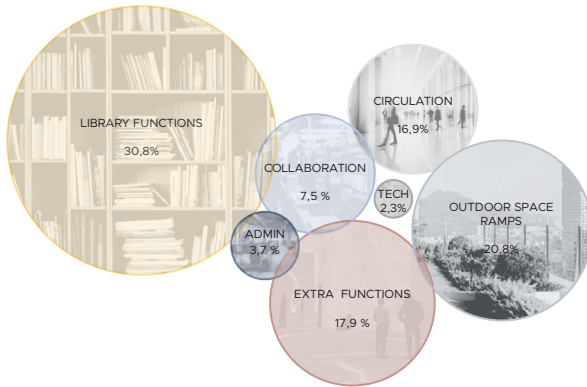 LIBRARY FUNCTIONS
30,8%
CIRCULATION
16,9%
COLLABORATION
7,5 %
TECH
2,3%
OUTDOOR SPACE
RAMPS
20,8%
ADMIN
3,7 %
EXTRA FUNCTIONS
17,9 %